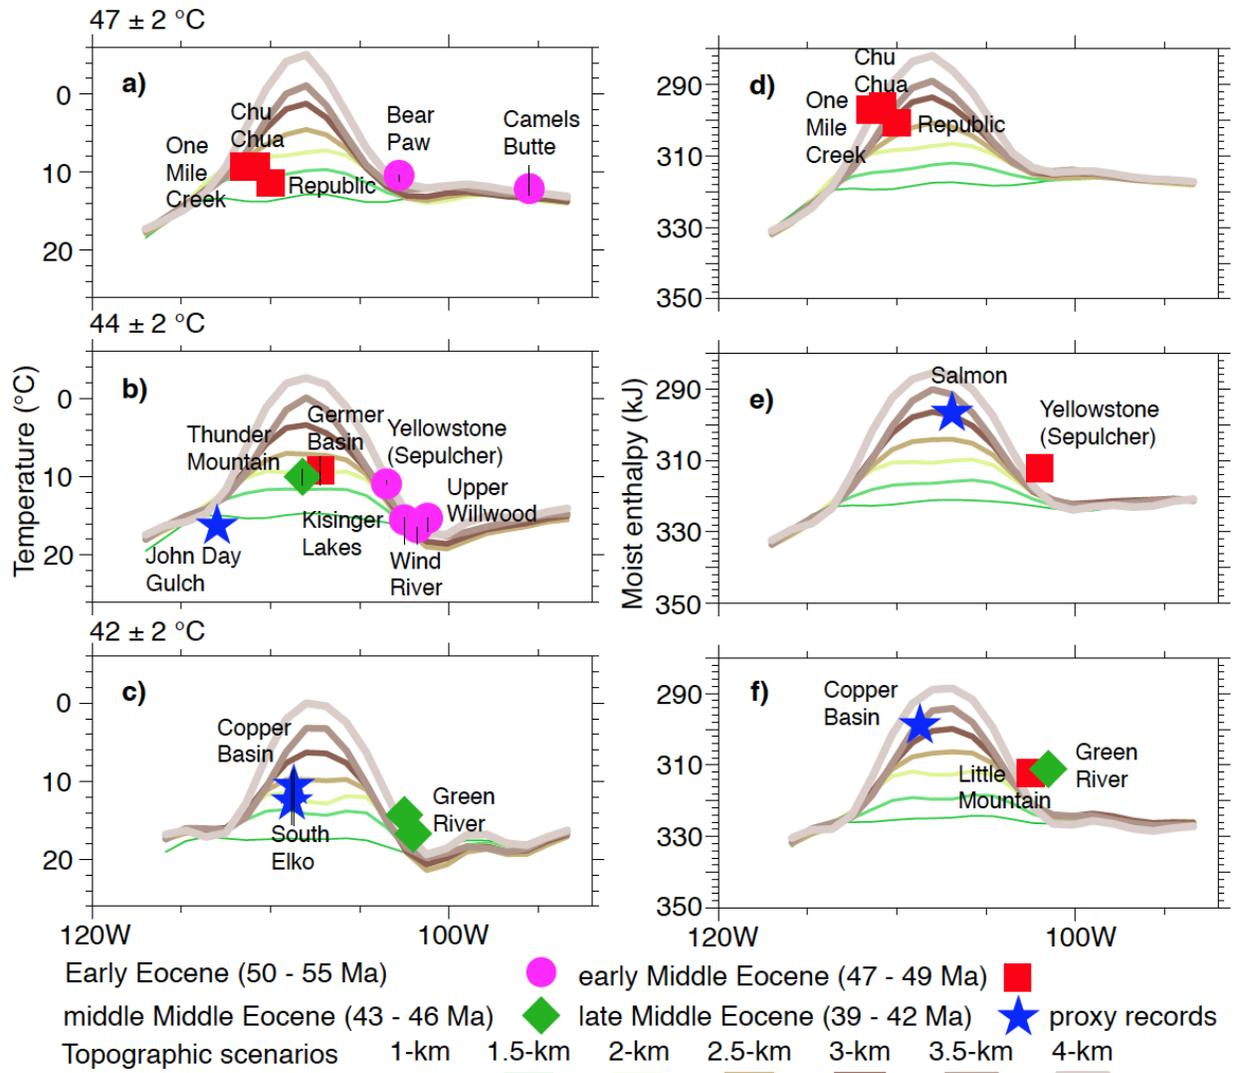 47 ± 2 °C
a)
0
10
20
Chu
Chua
One
Mile
Creek
Republic
Bear
Paw
Camels
Butte
d)
290
310
330
350
Chu
Chua
One
Mile
Creek
Republic
44 ± 2 °C
b)
Temperature (°C)
0
10
20
Thunder
Mountain
Germer
Basin
Yellowstone
(Sepulcher)
Upper
Willwood
Kisinger
Lakes
Wind
River
John Day
Gulch
e)
Moist enthalpy (kJ)
290
310
330
350
Salmon
Yellowstone
(Sepulcher)
42 ± 2 °C
c)
0
10
20
Copper
Basin
South
Elko
Green
River
120W
100W
f)
290
310
330
350
Copper
Basin
Little
Mountain
Green
River
120W
100W
Early Eocene (50 - 55 Ma)
early Middle Eocene (47 - 49 Ma)
middle Middle Eocene (43 - 46 Ma)
late Middle Eocene (39 - 42 Ma)
proxy records
Topographic scenarios 1-km 1.5-km 2-km 2.5-km 3-km 3.5-km 4-km